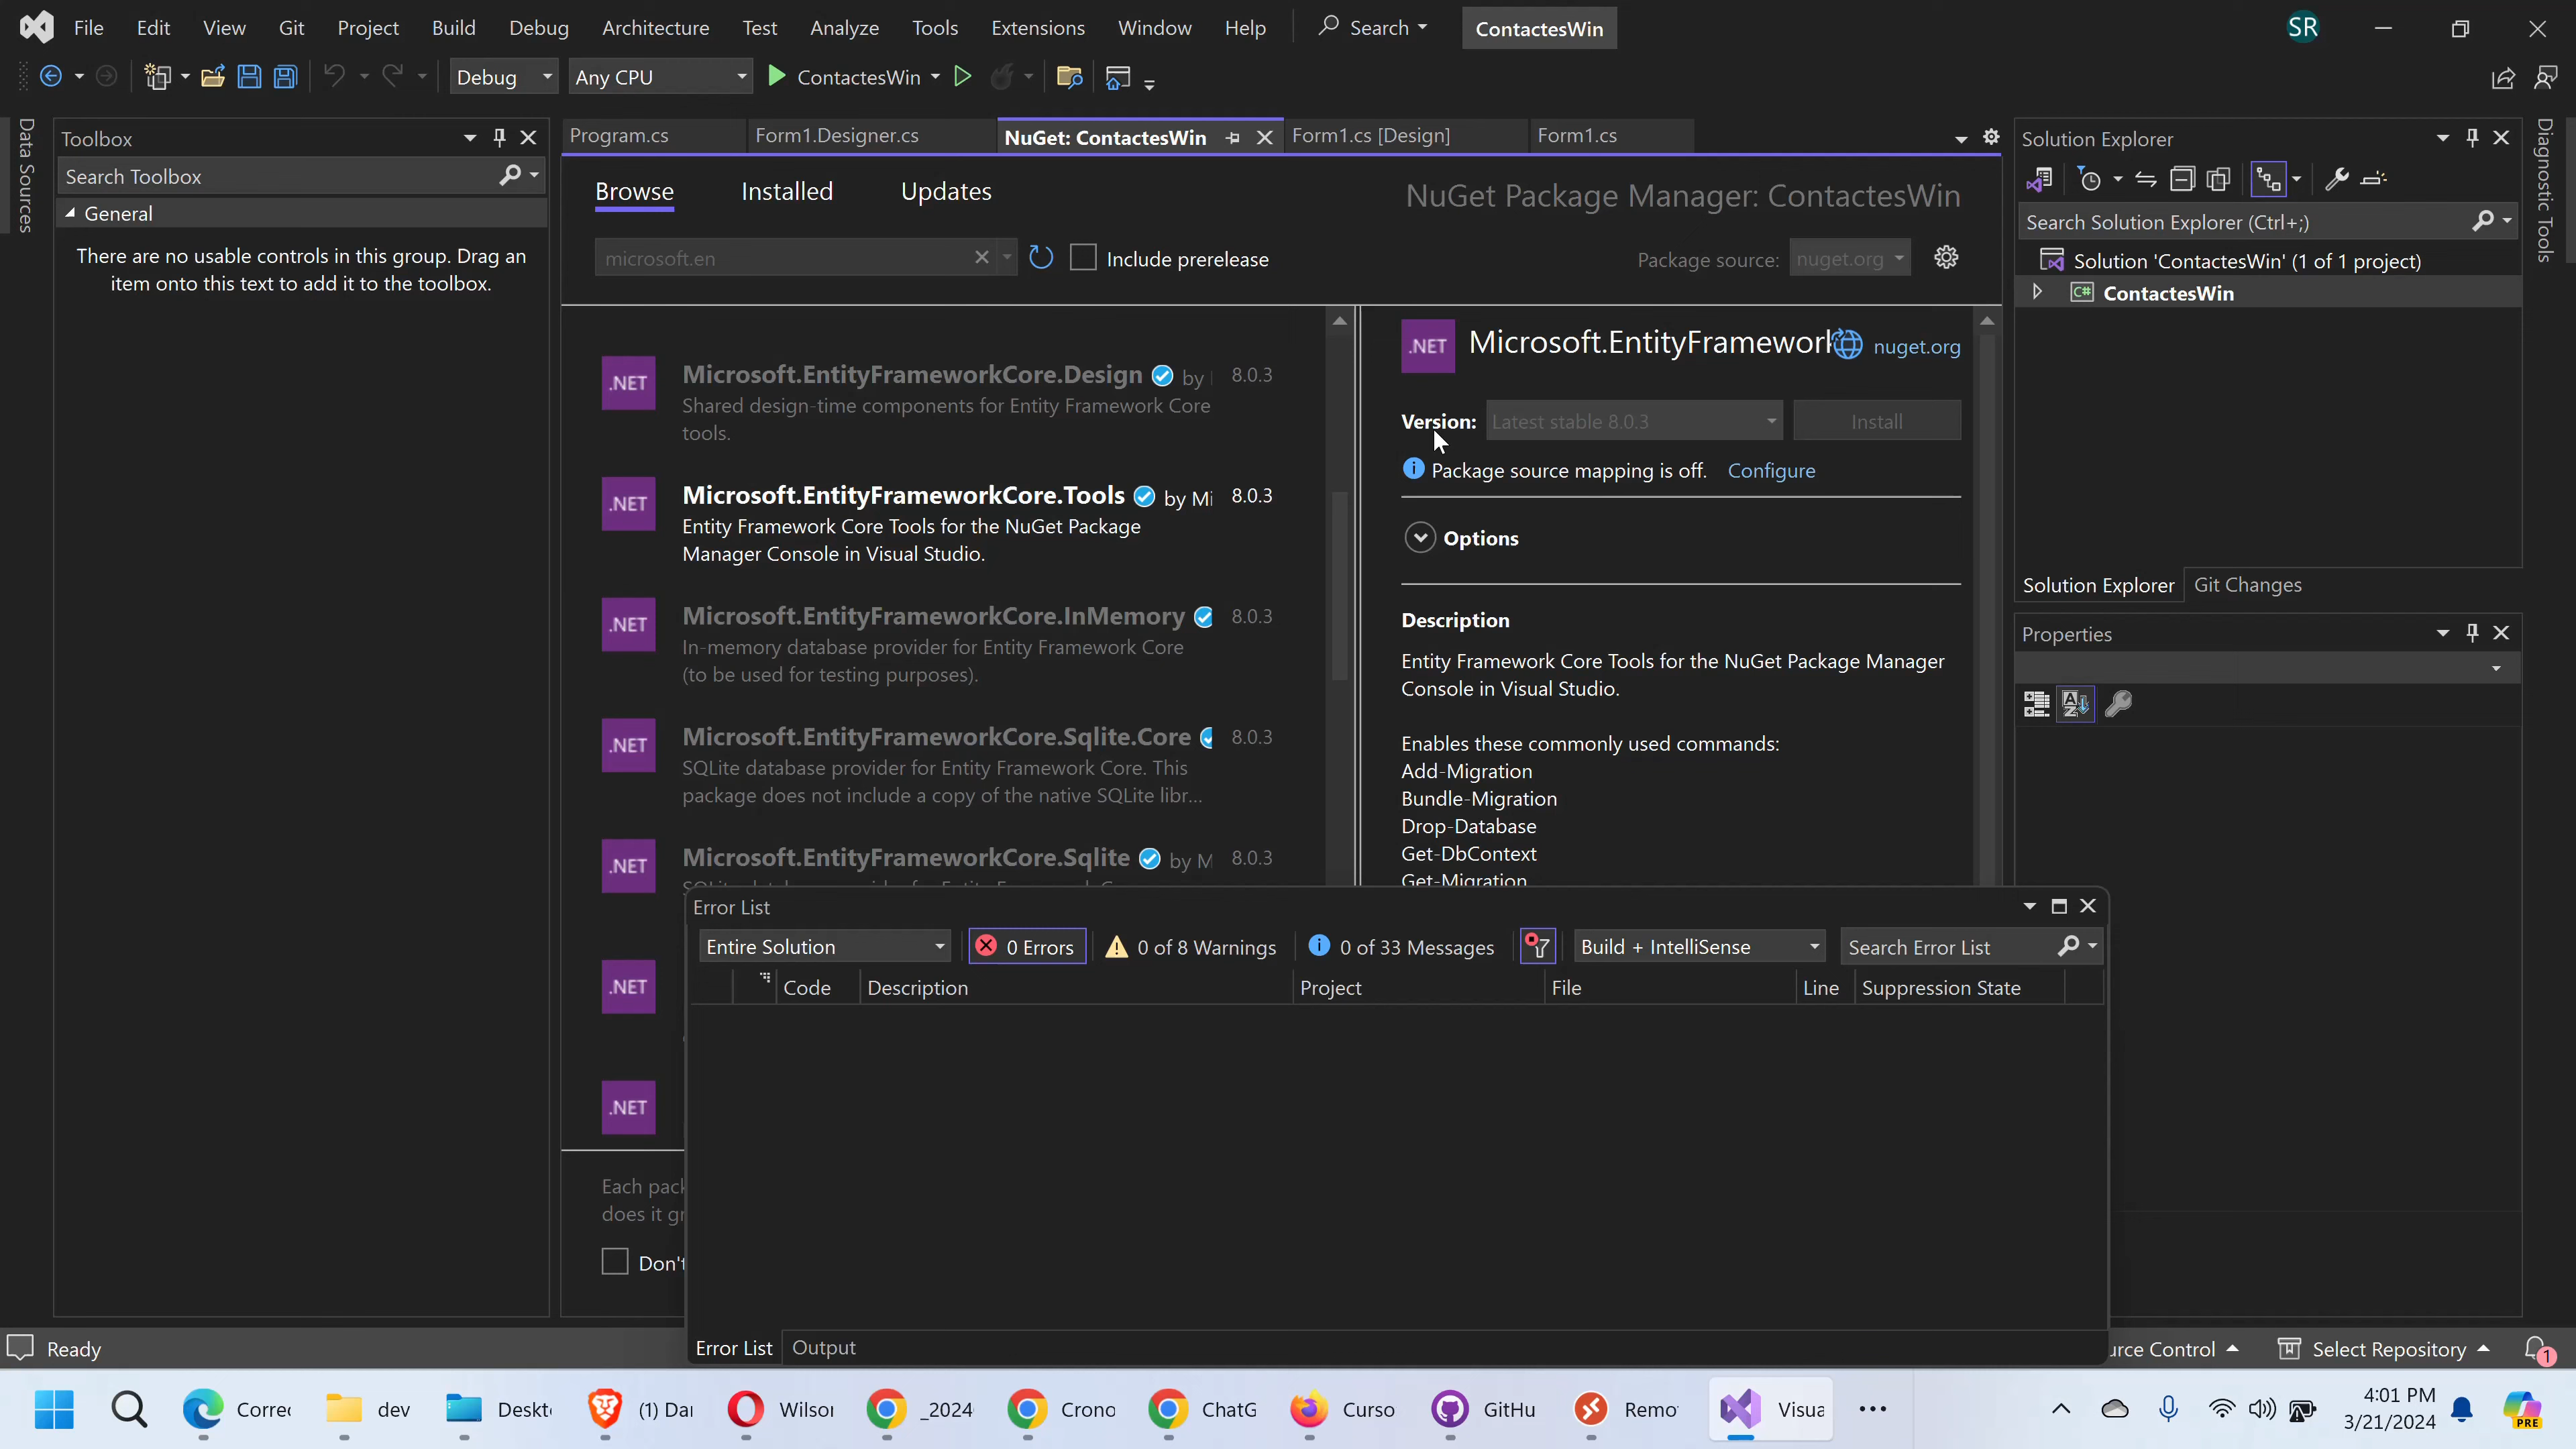 File Edit View Git Project Build Debug Architecture Test Analyze Tools Extensions Window Help Search ContactesWin SR
Debug Any CPU ContactesWin
Data Sources
Toolbox
Search Toolbox
General
There are no usable controls in this group. Drag an
item onto this text to add it to the toolbox.
Program.cs Form1.Designer.cs NuGet: ContactesWin Form1.cs [Design] Form1.cs
Browse Installed Updates NuGet Package Manager: ContactesWin
microsoft.en Include prerelease Package source: nuget.org
.NET Microsoft.EntityFrameworkCore.Design by 8.0.3
Shared design-time components for Entity Framework Core
tools.
.NET Microsoft.EntityFrameworkCore.Tools by Mi 8.0.3
Entity Framework Core Tools for the NuGet Package
Manager Console in Visual Studio.
.NET Microsoft.EntityFrameworkCore.InMemory 8.0.3
In-memory database provider for Entity Framework Core
(to be used for testing purposes).
.NET Microsoft.EntityFrameworkCore.Sqlite.Core 8.0.3
SQLite database provider for Entity Framework Core. This
package does not include a copy of the native SQLite libr...
.NET Microsoft.EntityFrameworkCore.Sqlite by M 8.0.3
.NET
.NET
Each pack
does it gr
Don't
.NET Microsoft.EntityFramework nuget.org
Version: Latest stable 8.0.3 Install
Package source mapping is off. Configure
Options
Description
Entity Framework Core Tools for the NuGet Package Manager
Console in Visual Studio.
Enables these commonly used commands:
Add-Migration
Bundle-Migration
Drop-Database
Get-DbContext
Get-Migration
Error List
Entire Solution 0 Errors 0 of 8 Warnings 0 of 33 Messages Build + IntelliSense Search Error List
Code Description Project File Line Suppression State
Error List Output
Solution Explorer
Search Solution Explorer (Ctrl+;)
Solution 'ContactesWin' (1 of 1 project)
C# ContactesWin
Solution Explorer Git Changes
Properties
Diagnostic Tools
Ready urce Control Select Repository 1
Correc dev Deskto (1) Dar Wilsor _2024 Crono ChatG Curso GitHu Remo Visua
4:01 PM
3/21/2024
PRE